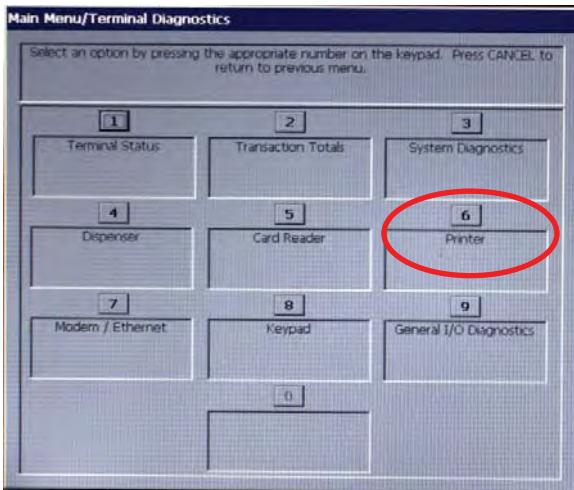 Main Menu/Terminal Diagnostics
Select an option by pressing the appropriate number on the keypad. Press CANCEL to
return to previous menu.
1 2 3
Terminal Status Transaction Totals System Diagnostics
4 5 6
Dispenser Card Reader Printer
7 8 9
Modem / Ethernet Keypad General I/O Diagnostics
0